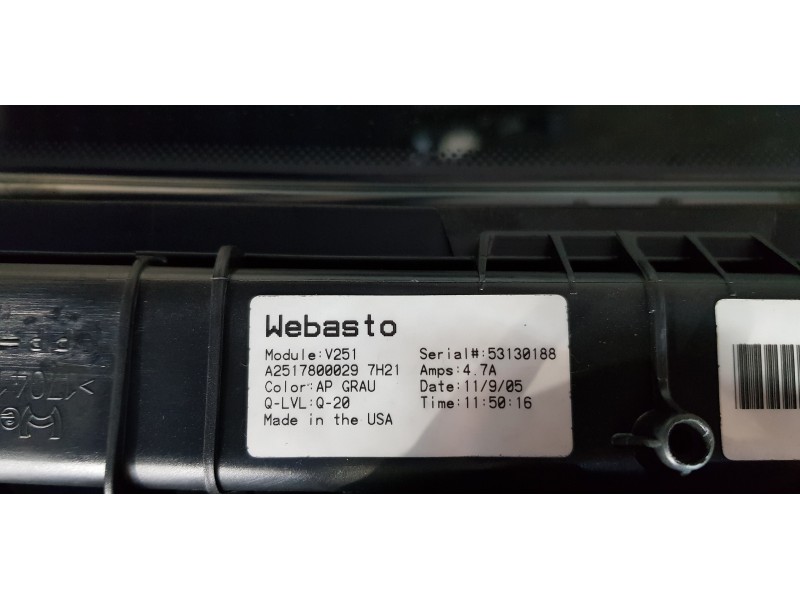 Webasto
Module:V251 Serial#:53130188
A2517800029 7H21 Amps:4.7A
Color:AP GRAU Date:11/9/05
Q-LVL:Q-20 Time:11:50:16
Made in the USA